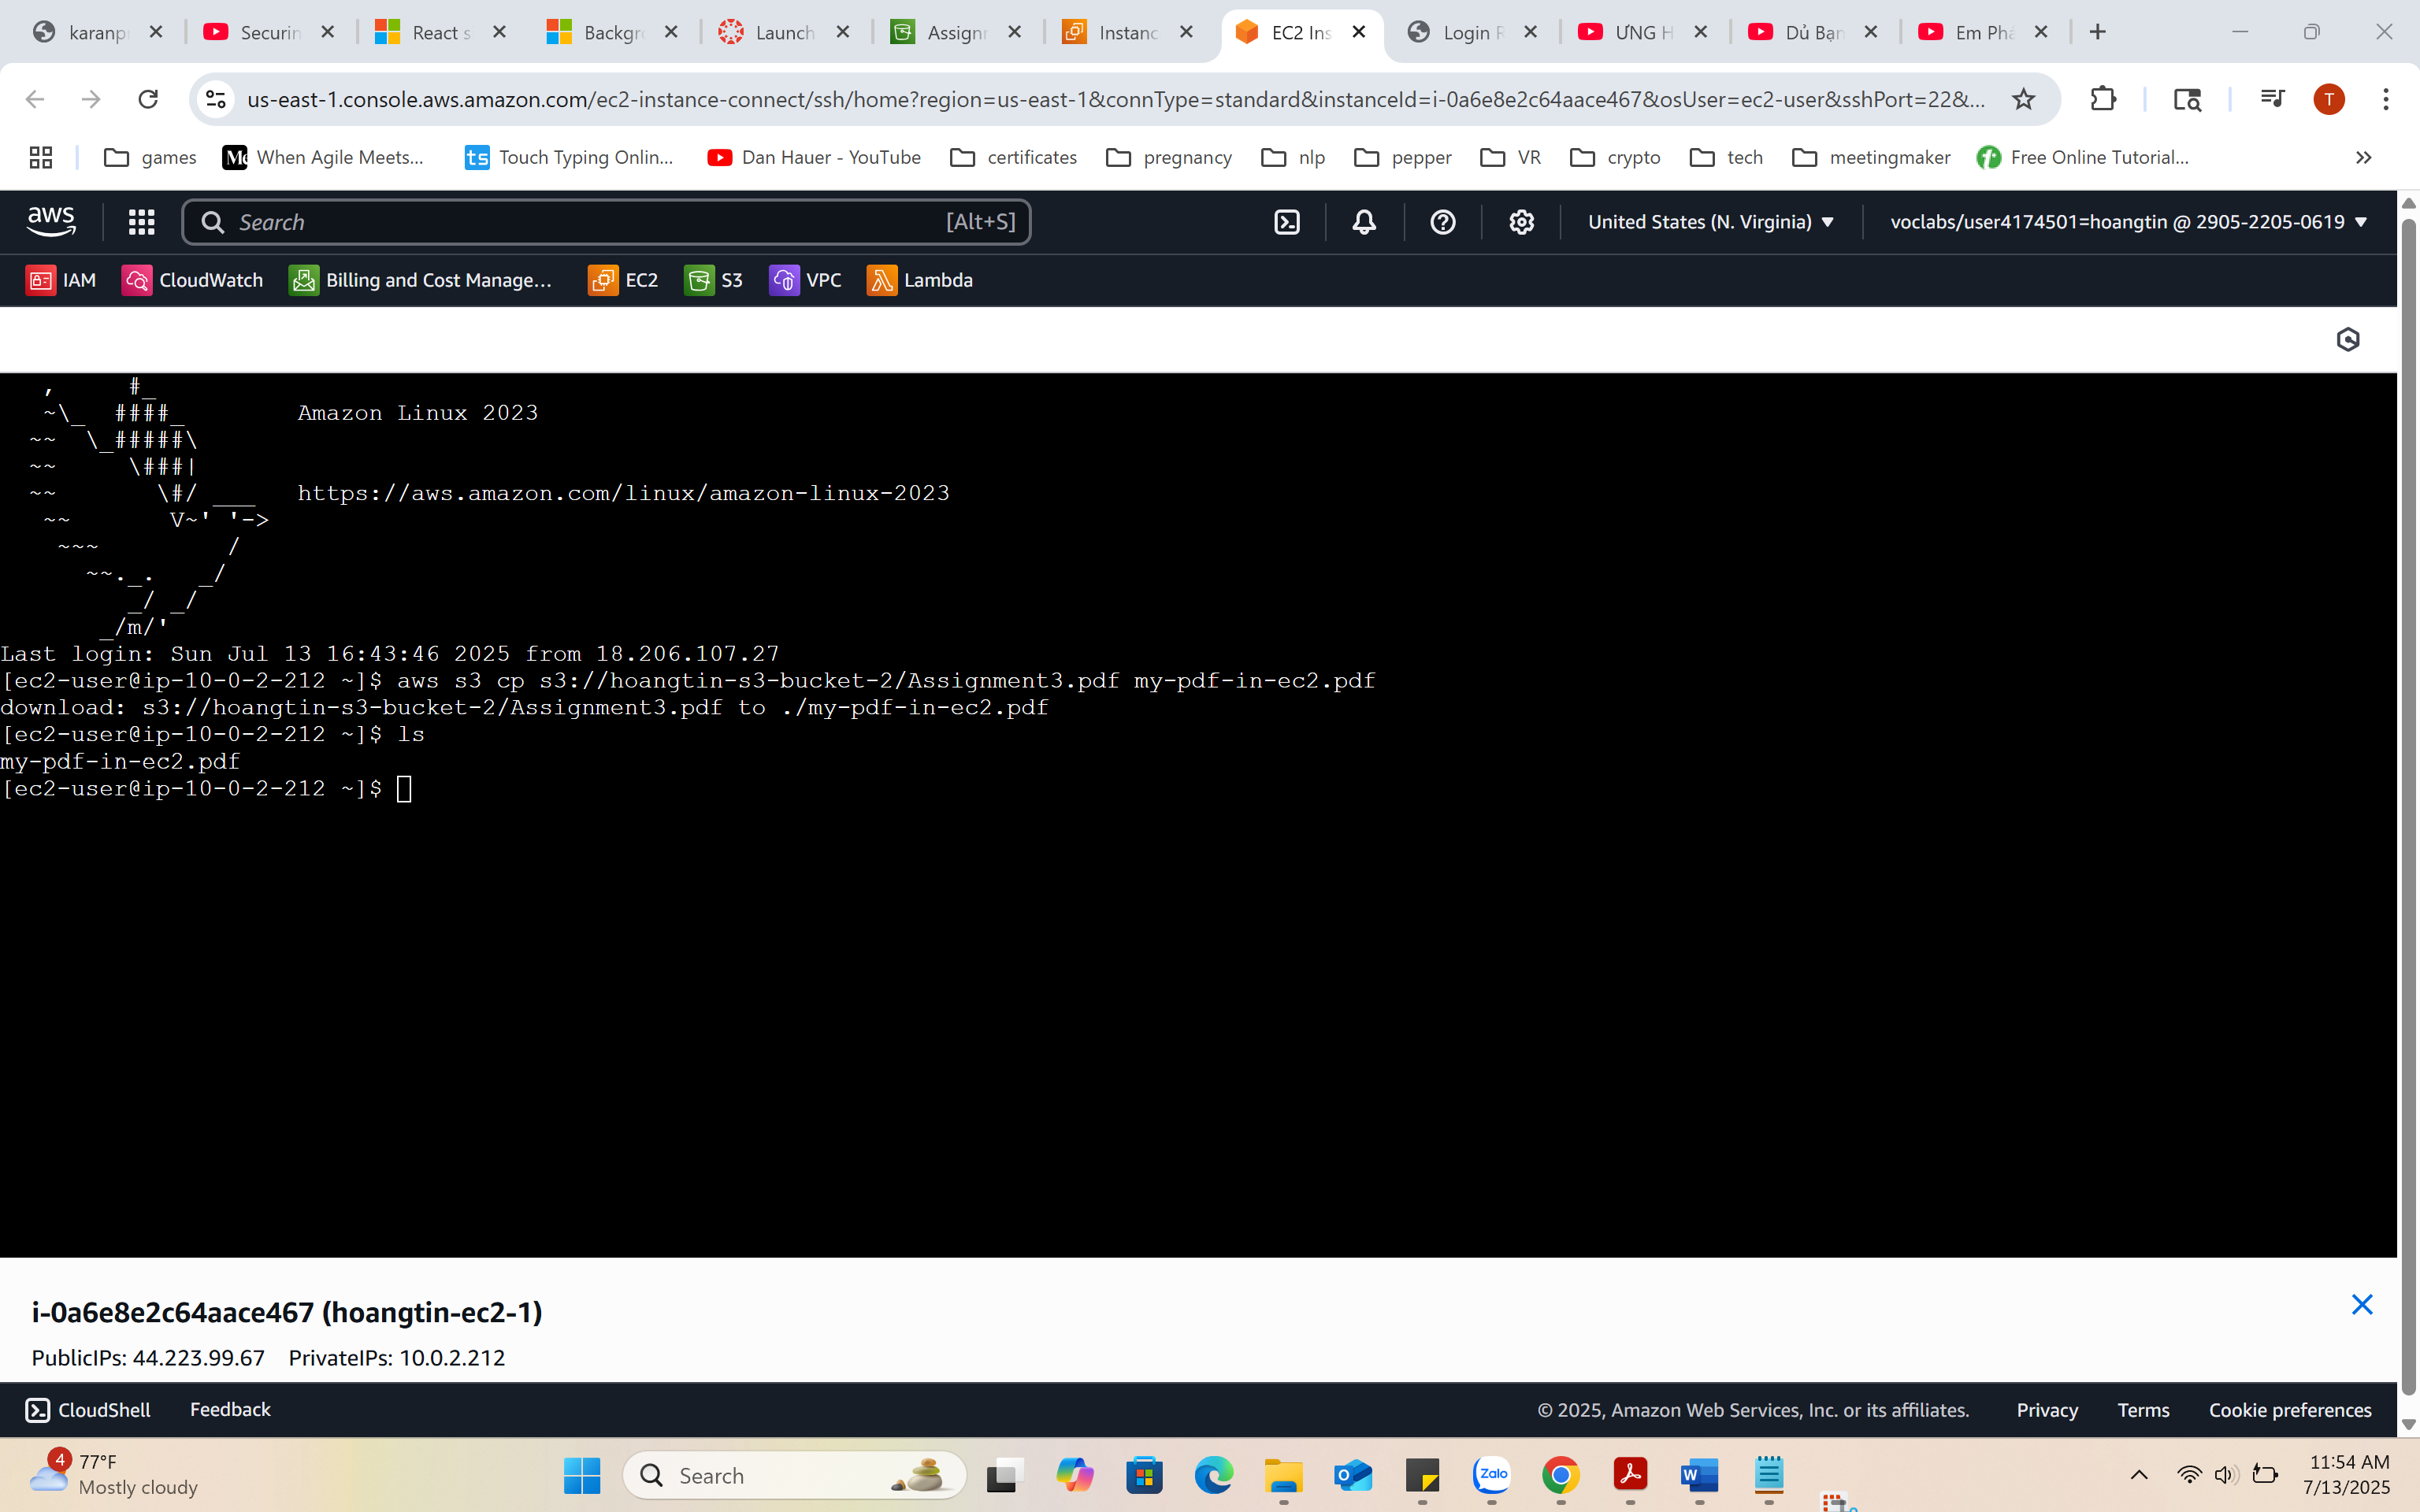 karanp
Securin
React s
Backgr
Launch
Assignr
Instanc
EC2 Ins
Login R
ƯNG H
Dủ Bạn
Em Phả
us-east-1.console.aws.amazon.com/ec2-instance-connect/ssh/home?region=us-east-1&connType=standard&instanceId=i-0a6e8e2c64aace467&osUser=ec2-user&sshPort=22&...
T
games
When Agile Meets...
ts
Touch Typing Onlin...
Dan Hauer - YouTube
certificates
pregnancy
nlp
pepper
VR
crypto
tech
meetingmaker
Free Online Tutorial...
aws
Search
[Alt+S]
United States (N. Virginia)
voclabs/user4174501=hoangtin @ 2905-2205-0619
IAM
CloudWatch
Billing and Cost Manage...
EC2
S3
VPC
Lambda
   ,     #_
   ~\_  ####_        Amazon Linux 2023
  ~~  \_#####\
  ~~     \###|
  ~~       \#/ ___   https://aws.amazon.com/linux/amazon-linux-2023
   ~~       V~' '->
    ~~~         /
      ~~._.   _/
         _/ _/
       _/m/'
Last login: Sun Jul 13 16:43:46 2025 from 18.206.107.27
[ec2-user@ip-10-0-2-212 ~]$ aws s3 cp s3://hoangtin-s3-bucket-2/Assignment3.pdf my-pdf-in-ec2.pdf
download: s3://hoangtin-s3-bucket-2/Assignment3.pdf to ./my-pdf-in-ec2.pdf
[ec2-user@ip-10-0-2-212 ~]$ ls
my-pdf-in-ec2.pdf
[ec2-user@ip-10-0-2-212 ~]$
i-0a6e8e2c64aace467 (hoangtin-ec2-1)
PublicIPs: 44.223.99.67 PrivateIPs: 10.0.2.212
CloudShell
Feedback
© 2025, Amazon Web Services, Inc. or its affiliates.
Privacy
Terms
Cookie preferences
4
77°F
Mostly cloudy
Search
Zalo
11:54 AM
7/13/2025